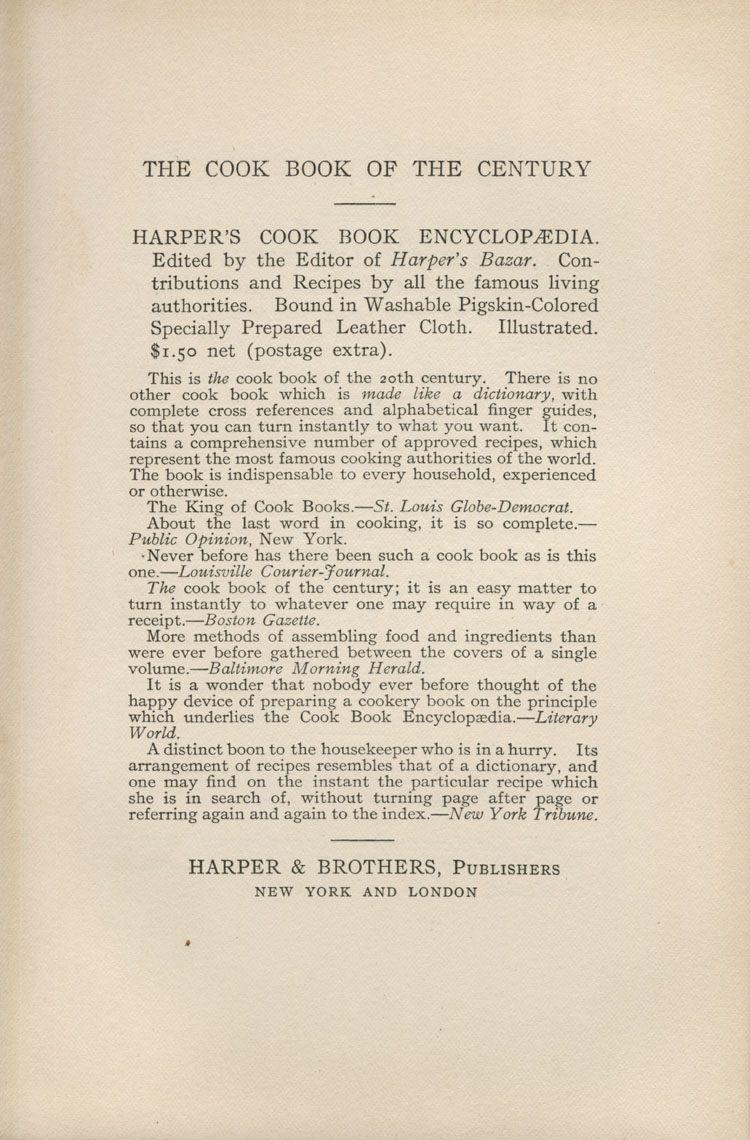 THE COOK BOOK OF THE CENTURY
HARPER'S COOK BOOK ENCYCLOPÆDIA.
Edited by the Editor of Harper's Bazar. Con-
tributions and Recipes by all the famous living
authorities. Bound in Washable Pigskin-Colored
Specially Prepared Leather Cloth. Illustrated.
$1.50 net (postage extra).
This is the cook book of the 20th century. There is no
other cook book which is made like a dictionary, with
complete cross references and alphabetical finger guides,
so that you can turn instantly to what you want. It con-
tains a comprehensive number of approved recipes, which
represent the most famous cooking authorities of the world.
The book is indispensable to every household, experienced
or otherwise.
The King of Cook Books.—St. Louis Globe-Democrat.
About the last word in cooking, it is so complete.—
Public Opinion, New York.
Never before has there been such a cook book as is this
one.—Louisville Courier-Journal.
The cook book of the century; it is an easy matter to
turn instantly to whatever one may require in way of a
receipt.—Boston Gazette.
More methods of assembling food and ingredients than
were ever before gathered between the covers of a single
volume.—Baltimore Morning Herald.
It is a wonder that nobody ever before thought of the
happy device of preparing a cookery book on the principle
which underlies the Cook Book Encyclopædia.—Literary
World.
A distinct boon to the housekeeper who is in a hurry. Its
arrangement of recipes resembles that of a dictionary, and
one may find on the instant the particular recipe which
she is in search of, without turning page after page or
referring again and again to the index.—New York Tribune.
HARPER & BROTHERS, PUBLISHERS
NEW YORK AND LONDON